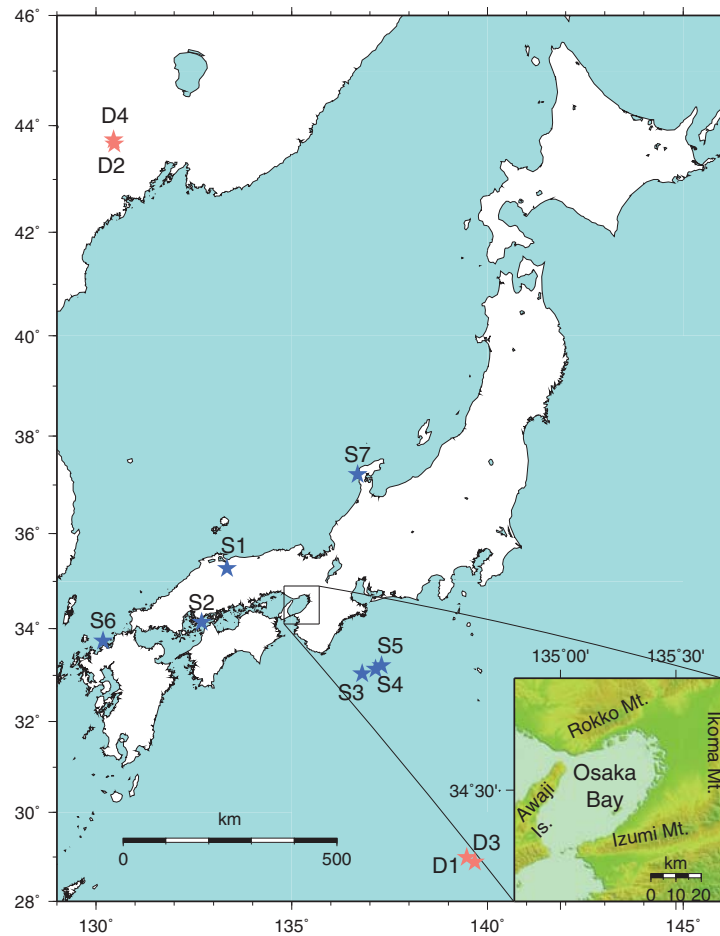 46˚
44˚
42˚
40˚
38˚
36˚
34˚
32˚
30˚
28˚
130˚
135˚
140˚
145˚
D4
D2
S7
S1
S2
S6
S5
S4
S3
D3
D1
km
0
500
135˚00'
135˚30'
34˚30'
Rokko Mt.
Ikoma Mt.
Osaka
Bay
Awaji
Is.
Izumi Mt.
km
0 10 20